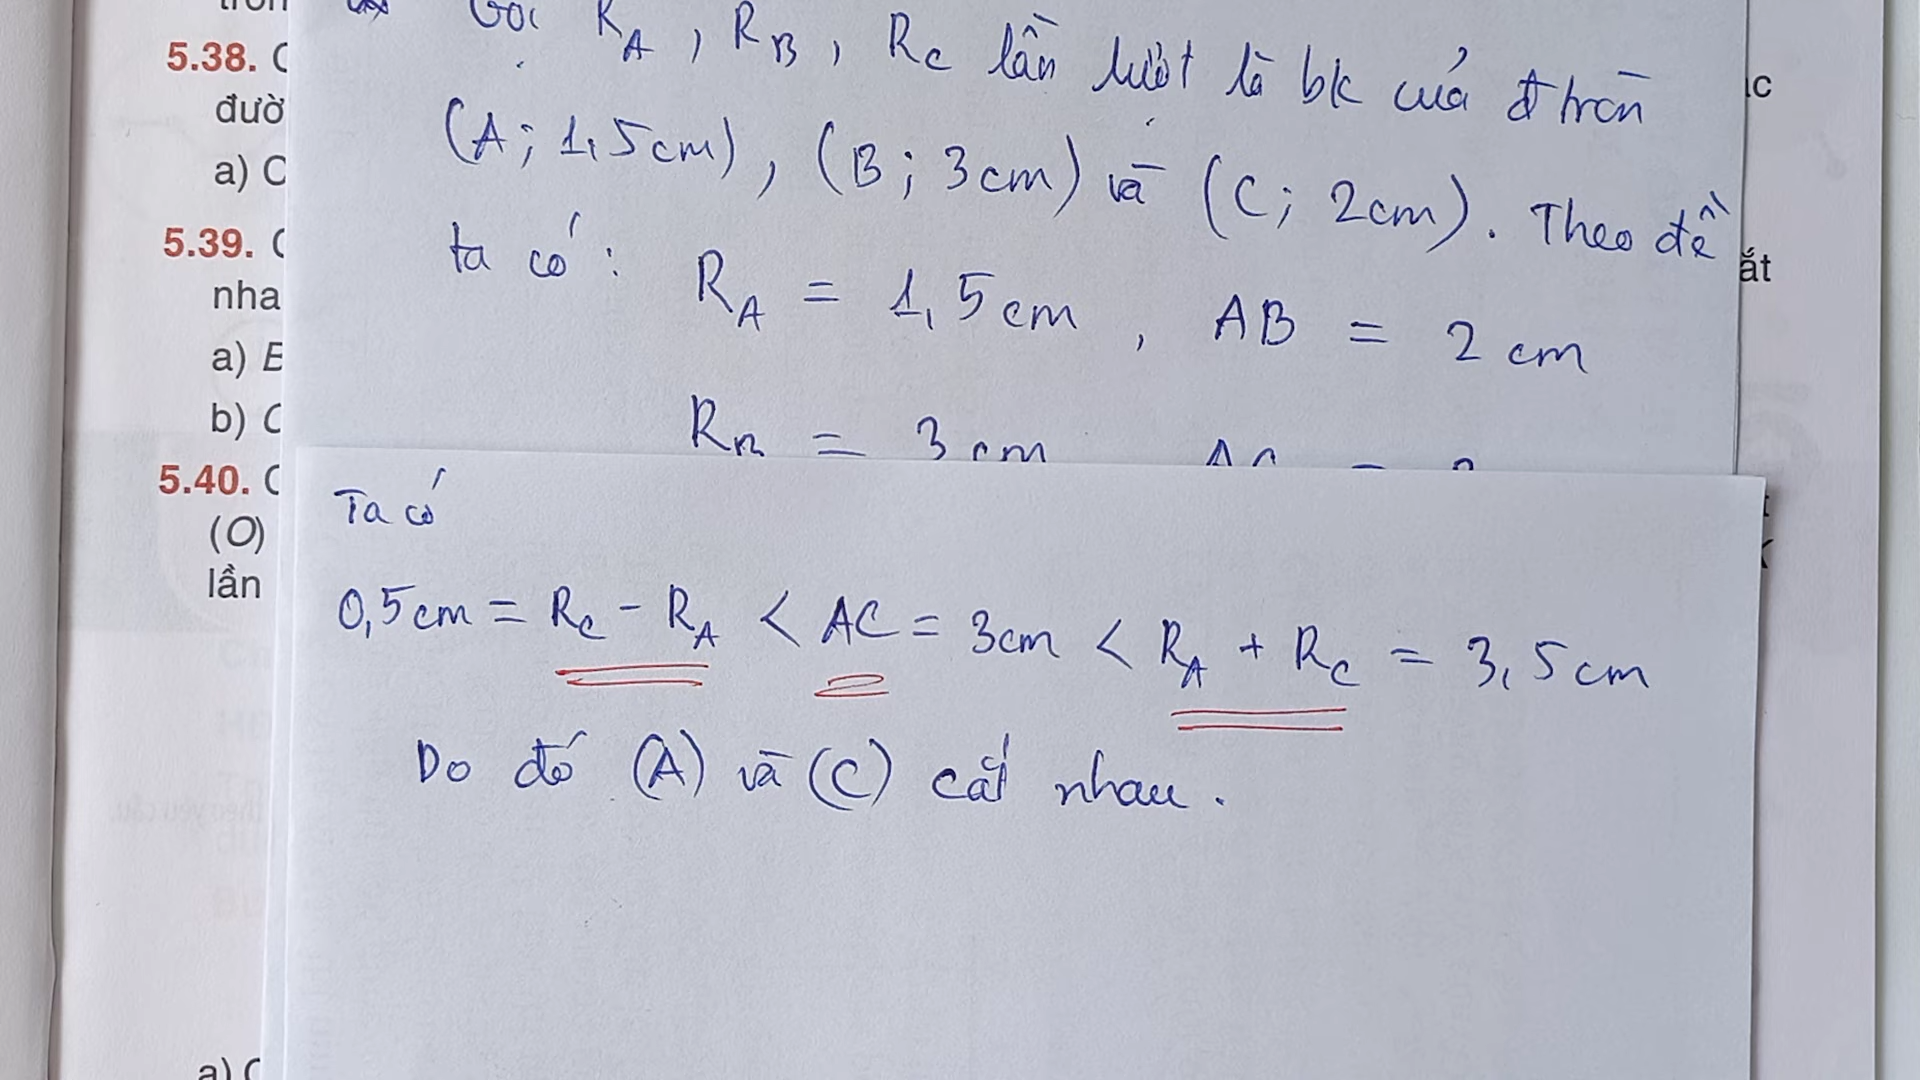 Gọi R_A, R_B, R_C lần lượt là bk của đtròn
(A; 1,5cm), (B; 3cm) và (C; 2cm). Theo đề
ta có: R_A = 1,5cm, AB = 2 cm
R_B = 3 cm
Ta có
0,5cm = R_C - R_A < AC = 3cm < R_A + R_C = 3,5cm
Do đó (A) và (C) cắt nhau.
5.38.
đườ
a) C
5.39.
nha
a)
b) C
5.40.
(O)
lần
a)
ắt